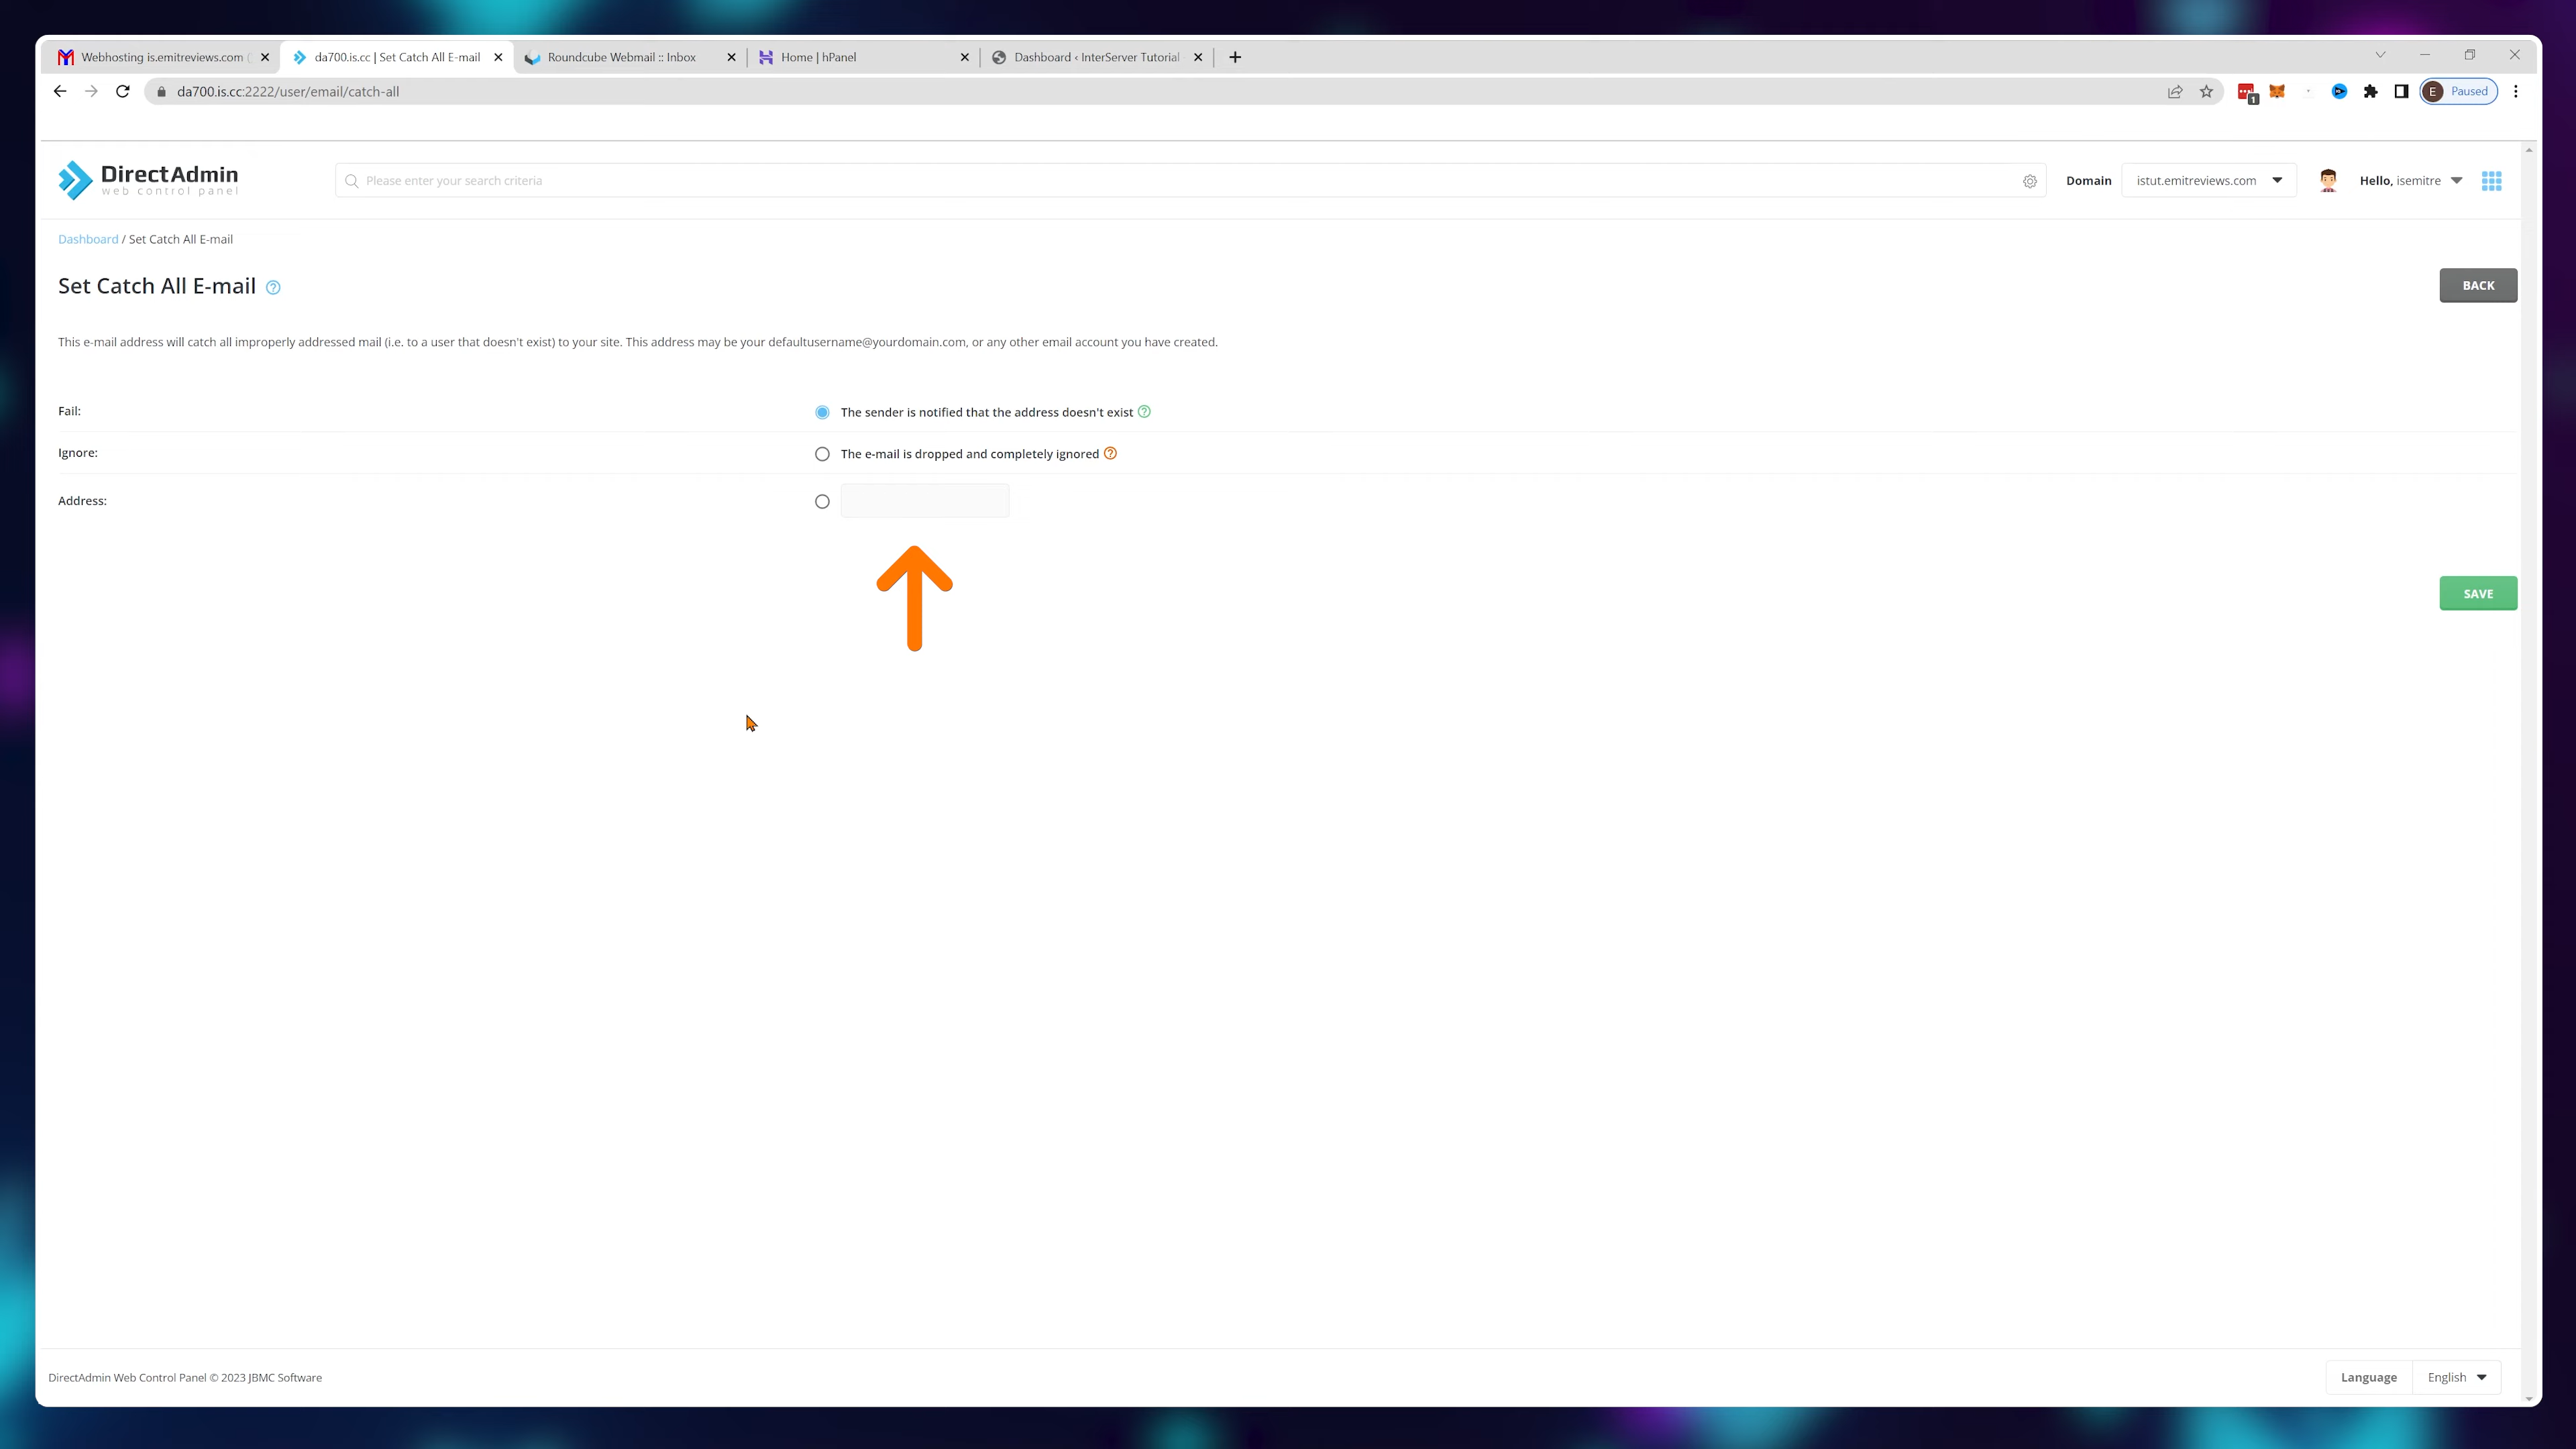 Webhosting is.emitreviews.com
da700.is.cc | Set Catch All E-mail
Roundcube Webmail :: Inbox
Home | hPanel
Dashboard ‹ InterServer Tutorial
da700.is.cc:2222/user/email/catch-all
1
E
Paused
DirectAdmin
web control panel
Please enter your search criteria
Domain
istut.emitreviews.com
Hello, isemitre
Dashboard / Set Catch All E-mail
Set Catch All E-mail ?
BACK
This e-mail address will catch all improperly addressed mail (i.e. to a user that doesn't exist) to your site. This address may be your defaultusername@yourdomain.com, or any other email account you have created.
Fail:
The sender is notified that the address doesn't exist ?
Ignore:
The e-mail is dropped and completely ignored ?
Address:
SAVE
DirectAdmin Web Control Panel © 2023 JBMC Software
Language
English